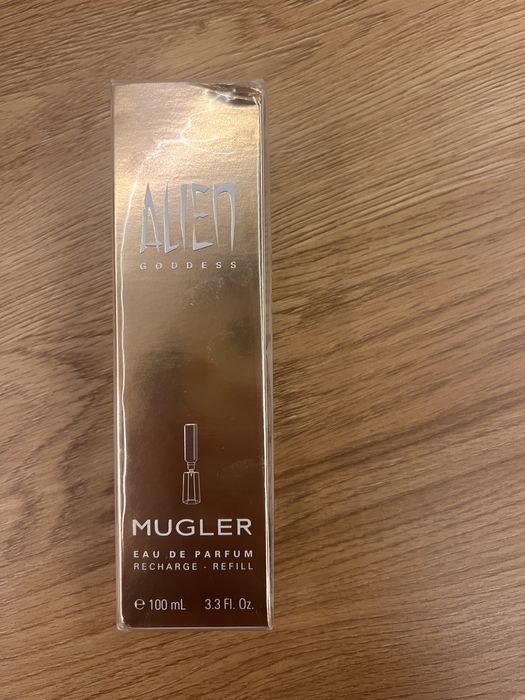 ALIEN
GODDESS
MUGLER
EAU DE PARFUM
RECHARGE - REFILL
℮ 100 mL 3.3 Fl. Oz.